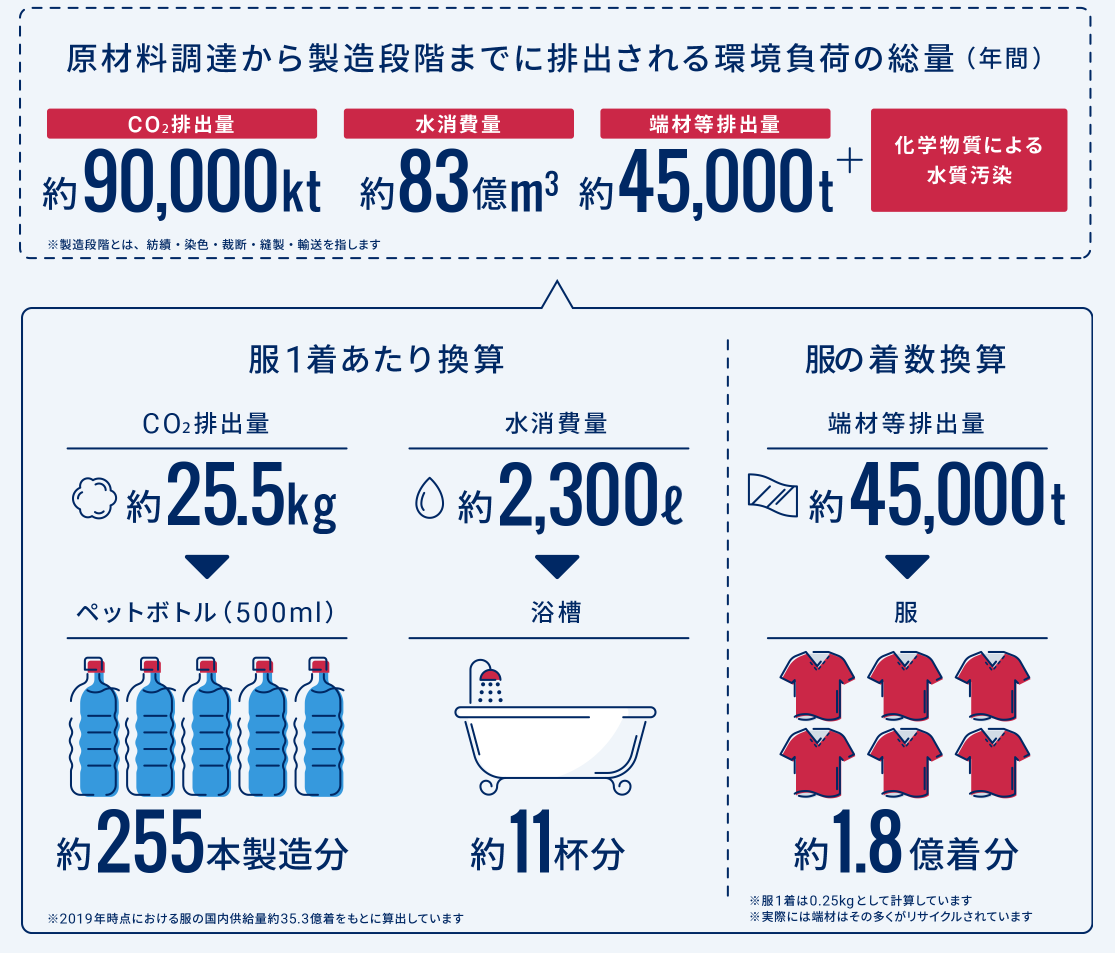 原材料調達から製造段階までに排出される環境負荷の総量（年間）
CO₂排出量
約90,000kt
水消費量
約83億m³
端材等排出量
約45,000t
+
化学物質による
水質汚染
※製造段階とは、紡績・染色・裁断・縫製・輸送を指します
服1着あたり換算
CO₂排出量
約25.5kg
ペットボトル（500ml）
約255本製造分
水消費量
約2,300ℓ
浴槽
約11杯分
※2019年時点における服の国内供給量約35.3億着をもとに算出しています
服の着数換算
端材等排出量
約45,000t
服
約1.8億着分
※服1着は0.25kgとして計算しています
※実際には端材はその多くがリサイクルされています